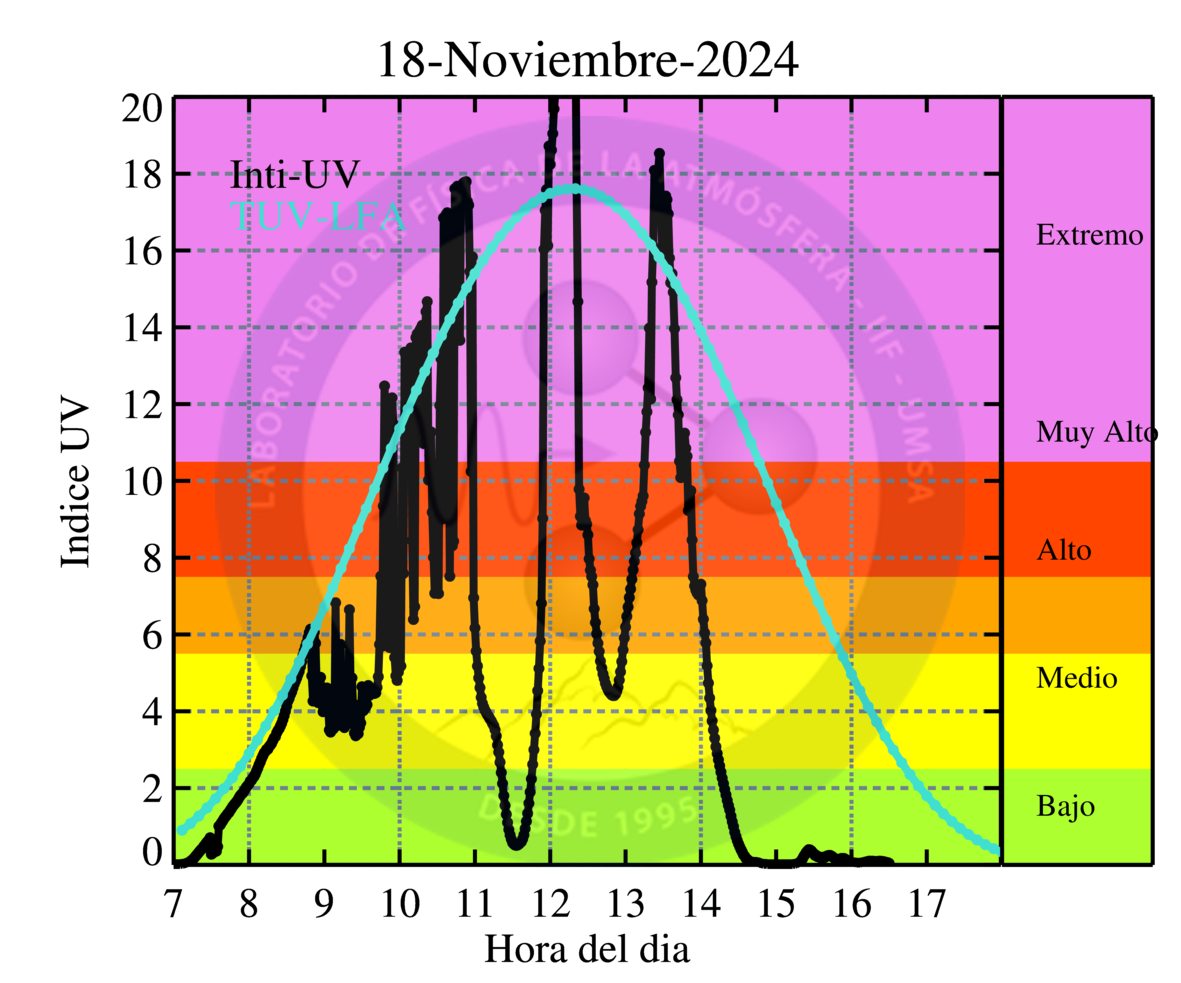 18-Noviembre-2024
Inti-UV
TUV-LFA
Indice UV
20
18
16
14
12
10
8
6
4
2
0
7 8 9 10 11 12 13 14 15 16 17
Hora del dia
Extremo
Muy Alto
Alto
Medio
Bajo
LABORATORIO DE FÍSICA DE LA ATMÓSFERA - IIF - UMSA
DESDE 1995